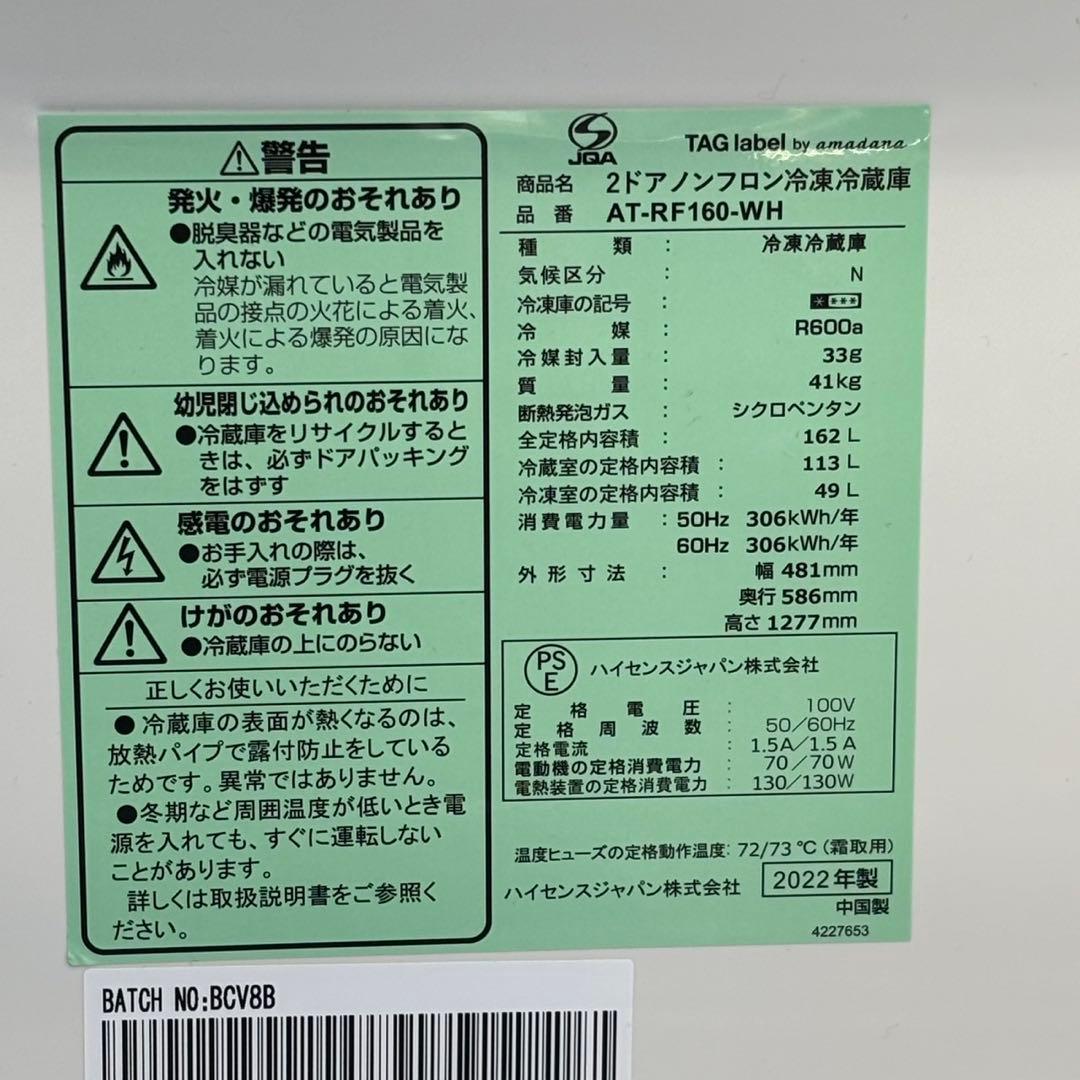 ⚠警告
発火・爆発のおそれあり
●脱臭器などの電気製品を
入れない
冷媒が漏れていると電気製
品の接点の火花による着火、
着火による爆発の原因にな
ります。
幼児閉じ込められのおそれあり
●冷蔵庫をリサイクルすると
きは、必ずドアパッキング
をはずす
感電のおそれあり
●お手入れの際は、
必ず電源プラグを抜く
けがのおそれあり
●冷蔵庫の上にのらない
正しくお使いいただくために
●冷蔵庫の表面が熱くなるのは、
放熱パイプで露付防止をしている
ためです。異常ではありません。
●冬期など周囲温度が低いとき電
源を入れても、すぐに運転しない
ことがあります。
詳しくは取扱説明書をご参照く
ださい。
JQA
TAG label by amadana
商品名 2ドアノンフロン冷凍冷蔵庫
品番 AT-RF160-WH
種類 : 冷凍冷蔵庫
気候区分 : N
冷凍庫の記号 : ****
冷媒 : R600a
冷媒封入量 : 33g
質量 : 41kg
断熱発泡ガス : シクロペンタン
全定格内容積 : 162 L
冷蔵室の定格内容積 : 113 L
冷凍室の定格内容積 : 49 L
消費電力量 : 50Hz 306kWh/年
60Hz 306kWh/年
外形寸法 : 幅 481mm
奥行 586mm
高さ 1277mm
PSE ハイセンスジャパン株式会社
定格電圧 : 100V
定格周波数 : 50/60Hz
定格電流 : 1.5A/1.5A
電動機の定格消費電力 : 70/70W
電熱装置の定格消費電力 : 130/130W
温度ヒューズの定格動作温度: 72/73℃(霜取用)
ハイセンスジャパン株式会社 2022年製
中国製
4227653
BATCH NO:BCV8B